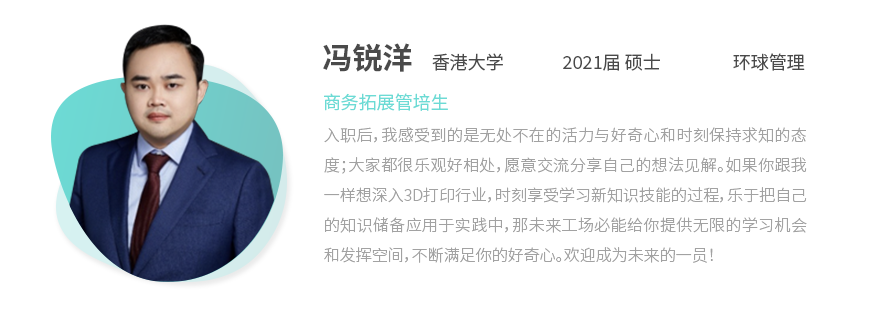 冯锐洋 香港大学 2021届 硕士 环球管理
商务拓展管培生
入职后，我感受到的是无处不在的活力与好奇心和时刻保持求知的态
度；大家都很乐观好相处，愿意交流分享自己的想法见解。如果你跟我
一样想深入3D打印行业，时刻享受学习新知识技能的过程，乐于把自己
的知识储备应用于实践中，那未来工场必能给你提供无限的学习机会
和发挥空间，不断满足你的好奇心。欢迎成为未来的一员！